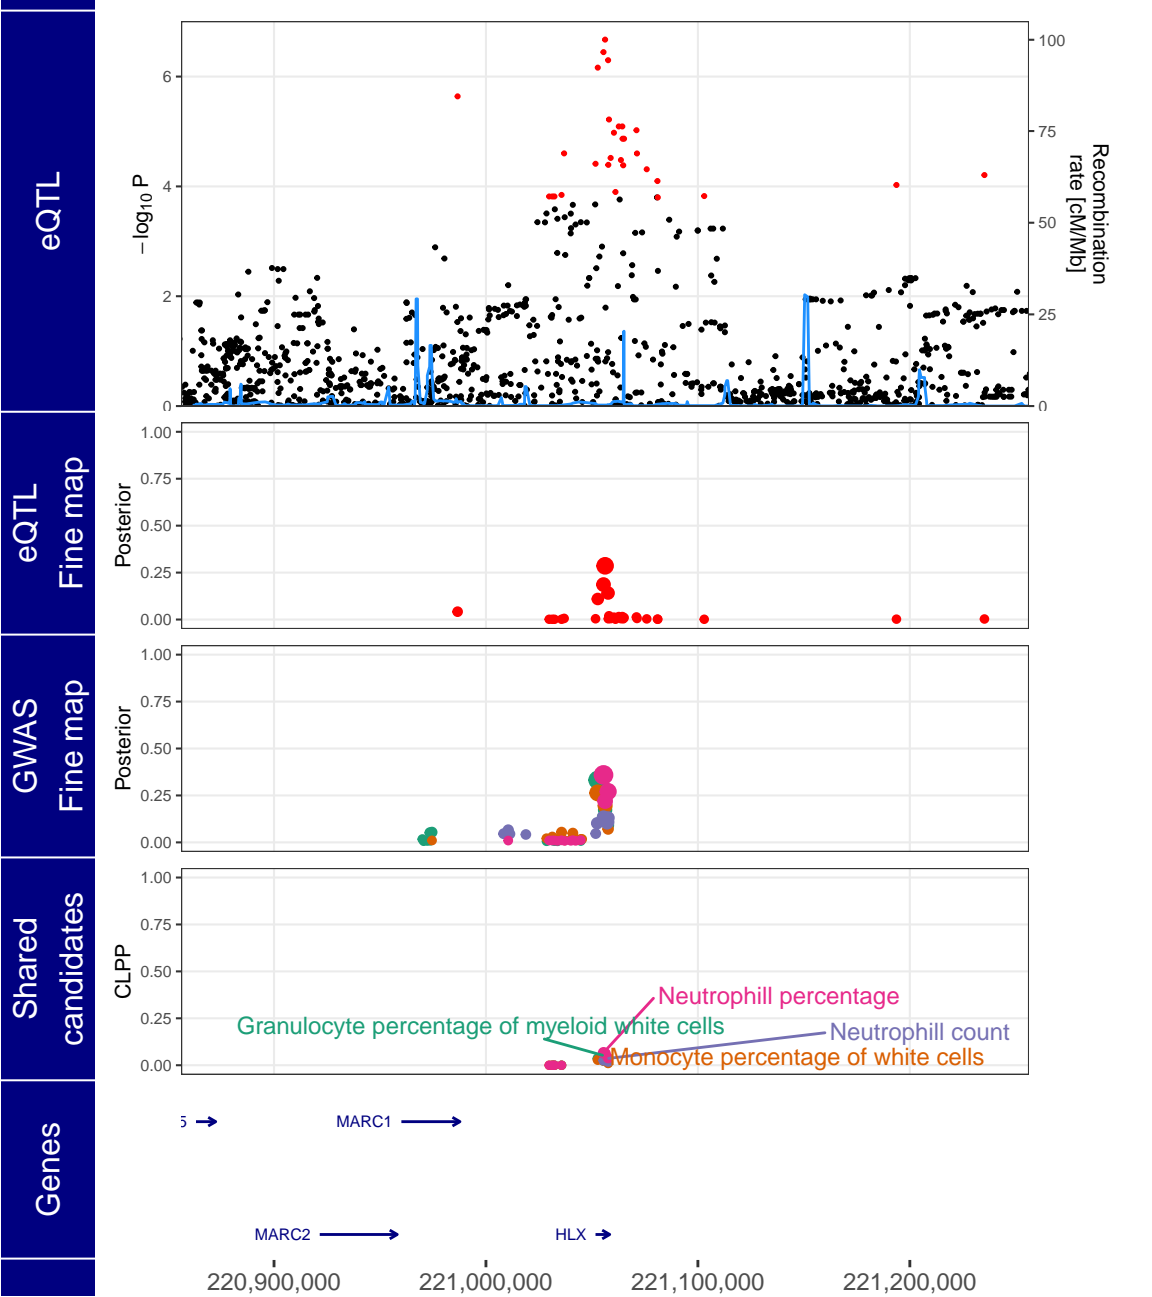 eQTL
−log10 P
6
4
2
0
100
75
50
25
0
Recombination
rate [cM/Mb]
eQTL
Fine map
Posterior
1.00
0.75
0.50
0.25
0.00
GWAS
Fine map
Posterior
1.00
0.75
0.50
0.25
0.00
Shared
candidates
CLPP
1.00
0.75
0.50
0.25
0.00
Neutrophill percentage
Granulocyte percentage of myeloid white cells
Neutrophill count
Monocyte percentage of white cells
Genes
5
MARC1
MARC2
HLX
220,900,000
221,000,000
221,100,000
221,200,000